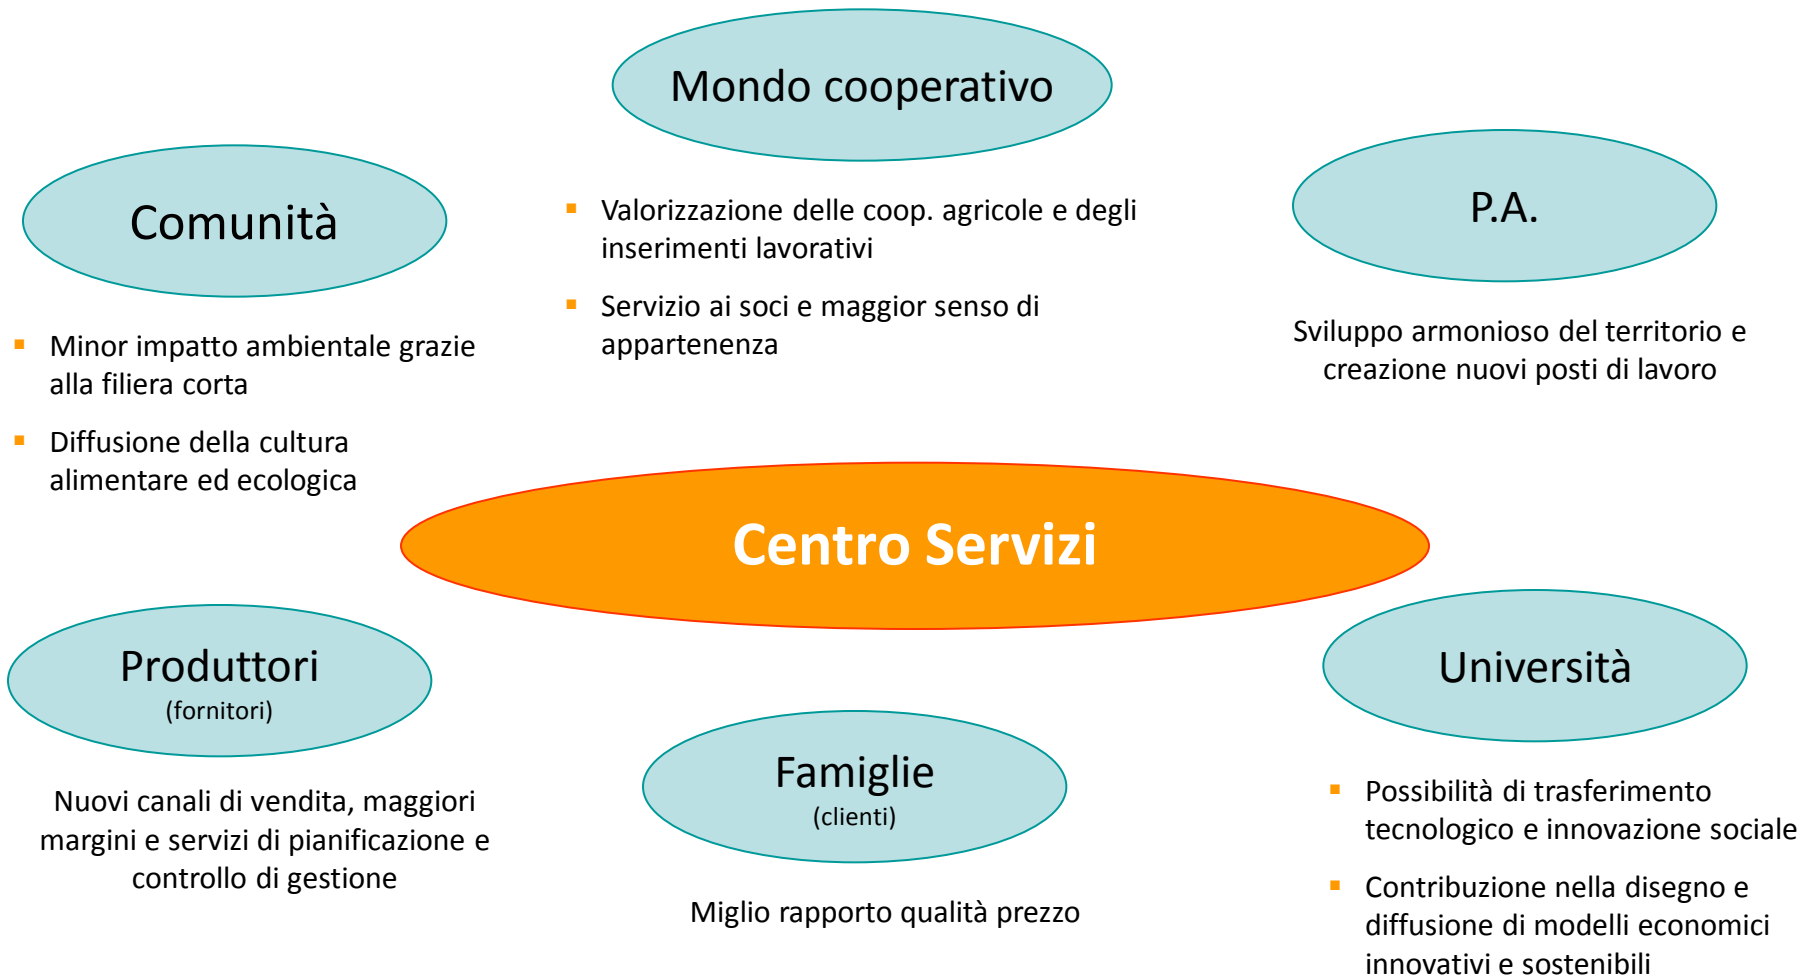 Mondo cooperativo
Valorizzazione delle coop. agricole e degli
inserimenti lavorativi
Servizio ai soci e maggior senso di
appartenenza
Comunità
Minor impatto ambientale grazie
alla filiera corta
Diffusione della cultura
alimentare ed ecologica
P.A.
Sviluppo armonioso del territorio e
creazione nuovi posti di lavoro
Centro Servizi
Produttori
(fornitori)
Nuovi canali di vendita, maggiori
margini e servizi di pianificazione e
controllo di gestione
Famiglie
(clienti)
Miglio rapporto qualità prezzo
Università
Possibilità di trasferimento
tecnologico e innovazione sociale
Contribuzione nella disegno e
diffusione di modelli economici
innovativi e sostenibili